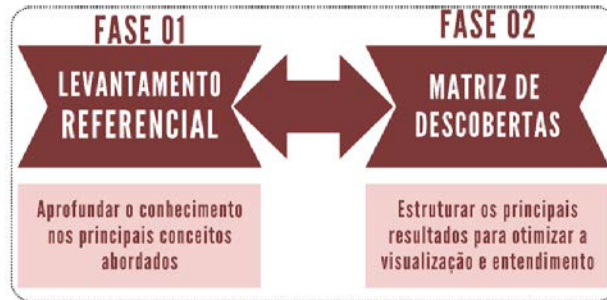 FASE 01
LEVANTAMENTO
REFERENCIAL
Aprofundar o conhecimento
nos principais conceitos
abordados
FASE 02
MATRIZ DE
DESCOBERTAS
Estruturar os principais
resultados para otimizar a
visualização e entendimento